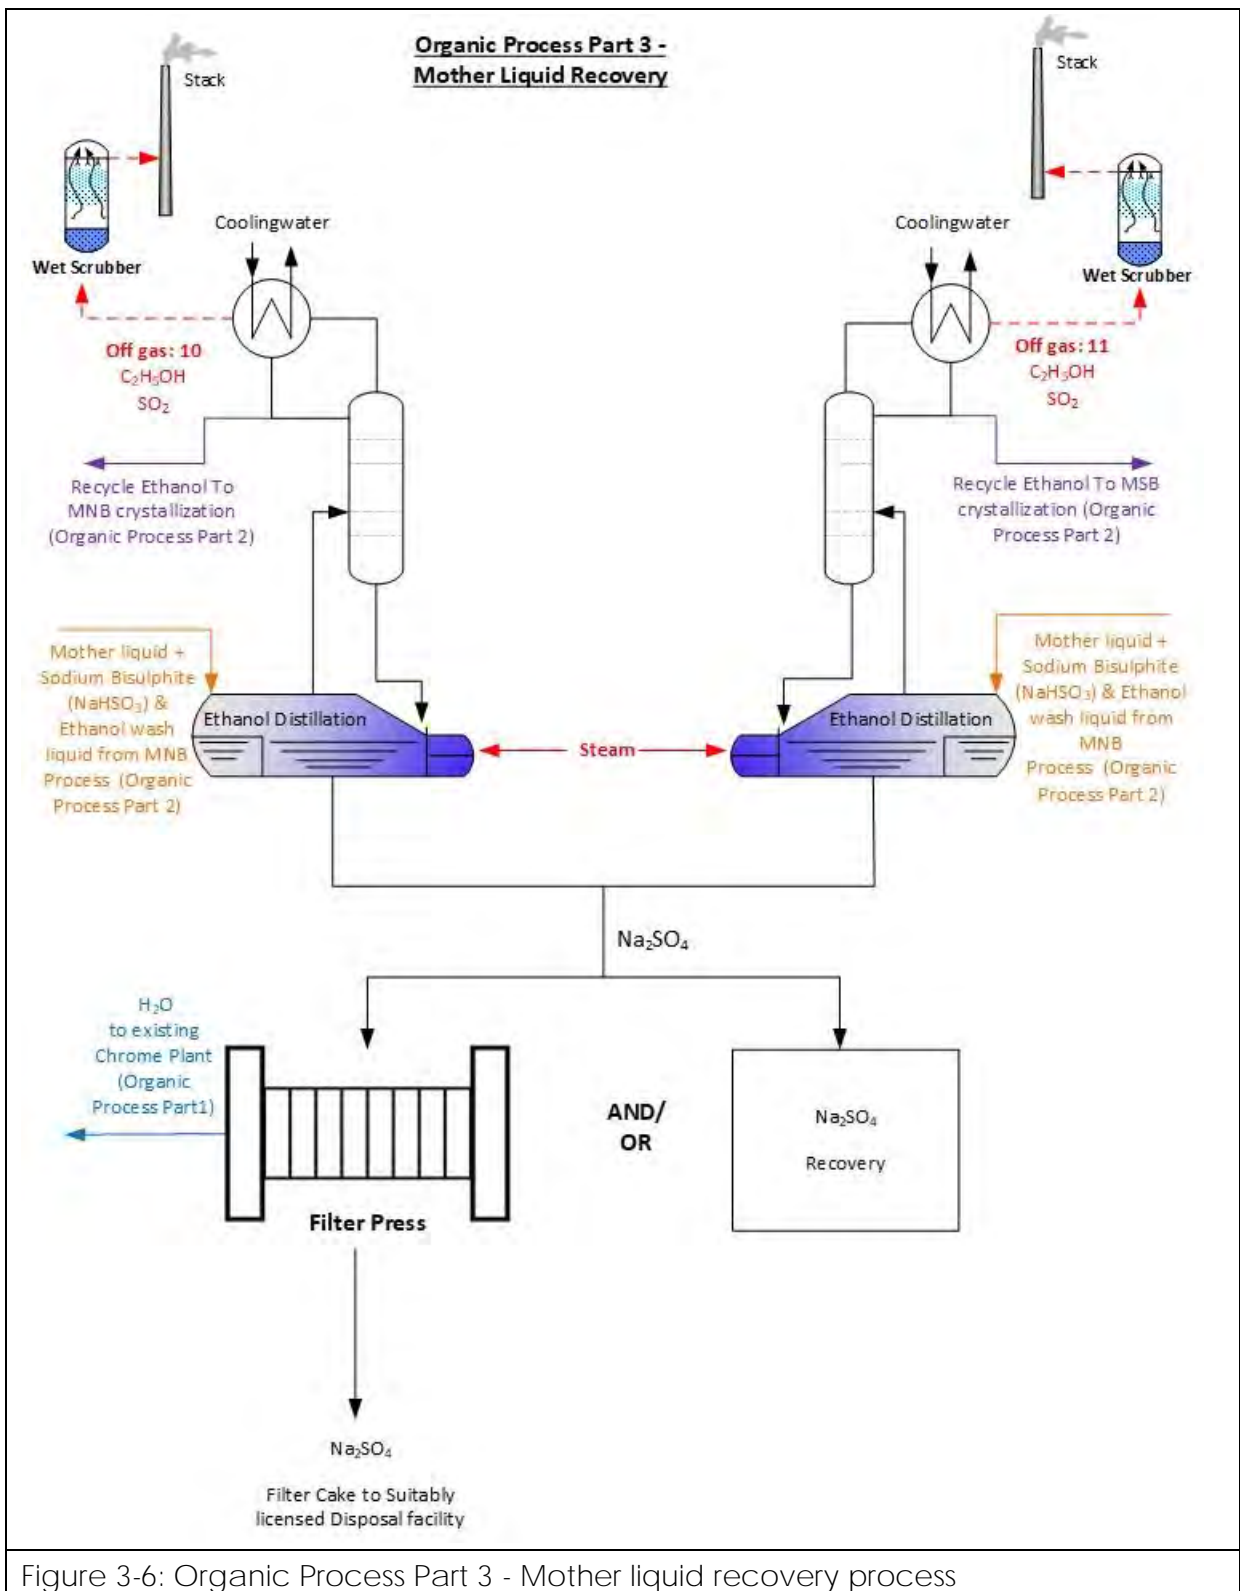 Organic Process Part 3 -
Mother Liquid Recovery
Stack
Stack
Coolingwater
Coolingwater
Wet Scrubber
Wet Scrubber
Off gas: 10
C₂H₅OH
SO₂
Off gas: 11
C₂H₅OH
SO₂
Recycle Ethanol To
MNB crystallization
(Organic Process Part 2)
Recycle Ethanol To MSB
crystallization (Organic
Process Part 2)
Mother liquid +
Sodium Bisulphite
(NaHSO₃) &
Ethanol wash
liquid from MNB
Process (Organic
Process Part 2)
Ethanol Distillation
Steam
Ethanol Distillation
Mother liquid +
Sodium Bisulphite
(NaHSO₃) & Ethanol
wash liquid from
MNB
Process (Organic
Process Part 2)
Na₂SO₄
H₂O
to existing
Chrome Plant
(Organic
Process Part1)
AND/
OR
Na₂SO₄
Recovery
Filter Press
Na₂SO₄
Filter Cake to Suitably
licensed Disposal facility
Figure 3-6: Organic Process Part 3 - Mother liquid recovery process